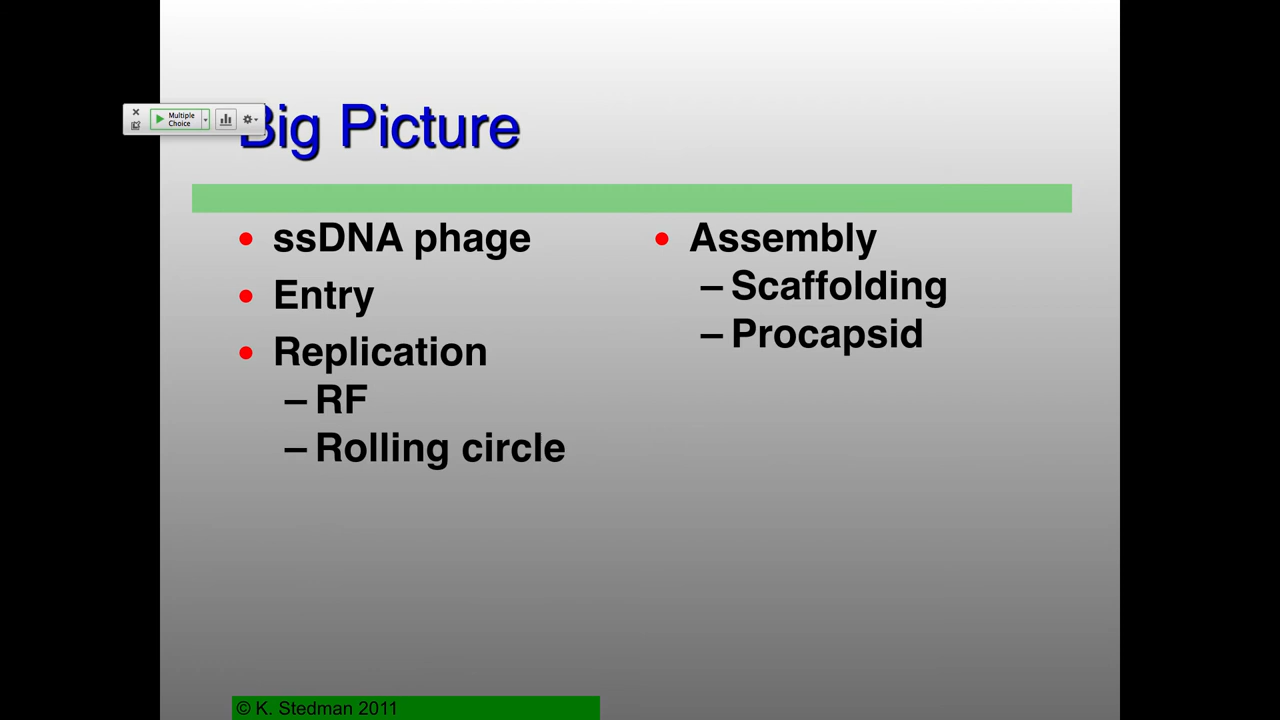 Multiple
Choice
Big Picture
• ssDNA phage
• Entry
• Replication
– RF
– Rolling circle
• Assembly
– Scaffolding
– Procapsid
© K. Stedman 2011